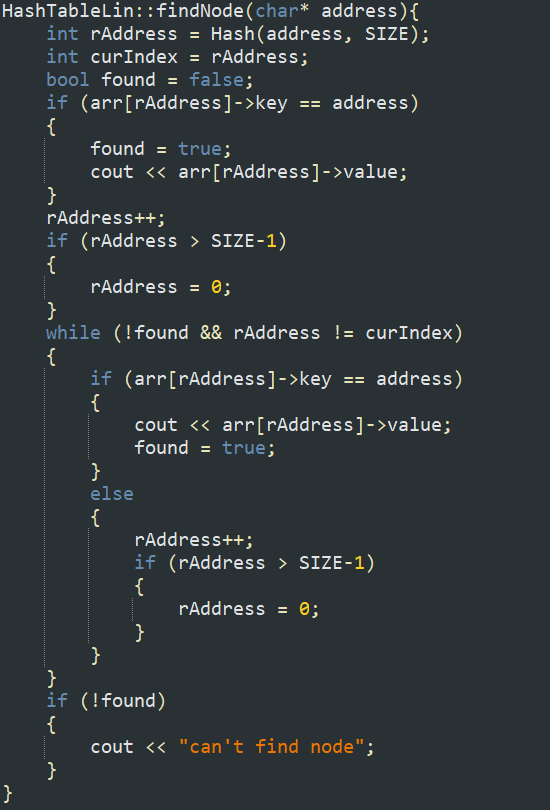 HashTableLin::findNode(char* address){
    int rAddress = Hash(address, SIZE);
    int curIndex = rAddress;
    bool found = false;
    if (arr[rAddress]->key == address)
    {
        found = true;
        cout << arr[rAddress]->value;
    }
    rAddress++;
    if (rAddress > SIZE-1)
    {
        rAddress = 0;
    }
    while (!found && rAddress != curIndex)
    {
        if (arr[rAddress]->key == address)
        {
            cout << arr[rAddress]->value;
            found = true;
        }
        else
        {
            rAddress++;
            if (rAddress > SIZE-1)
            {
                rAddress = 0;
            }
        }
    }
    if (!found)
    {
        cout << "can't find node";
    }
}